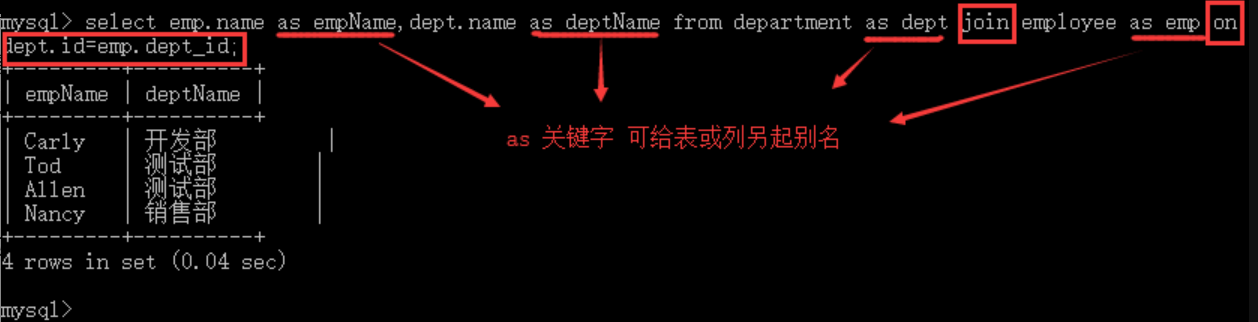 mysql> select emp.name as empName,dept.name as deptName from department as dept join employee as emp on
dept.id=emp.dept_id;
+---------+----------+
| empName | deptName |
+---------+----------+
| Carly | 开发部 |
| Tod | 测试部 |
| Allen | 测试部 |
| Nancy | 销售部 |
+---------+----------+
as 关键字 可给表或列另起别名
4 rows in set (0.04 sec)
mysql>